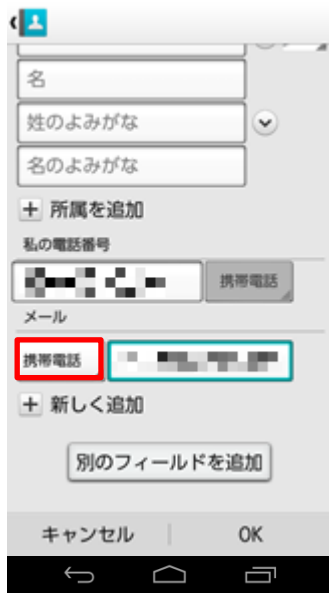 名
姓のよみがな
名のよみがな
+ 所属を追加
私の電話番号
携帯電話
メール
携帯電話
+ 新しく追加
別のフィールドを追加
キャンセル OK